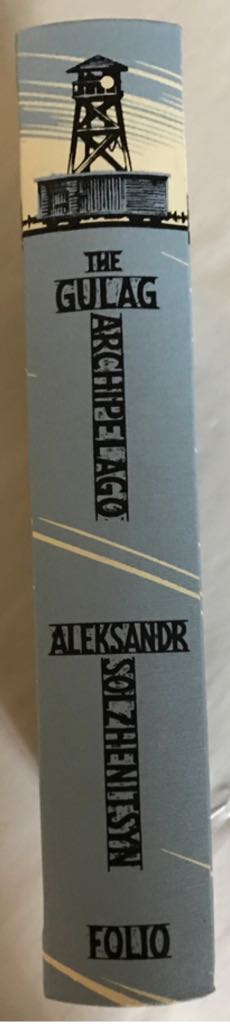 THE
GULAG
ARCHIPELAGO
ALEKSANDR
SOLZHENITSYN
FOLIO